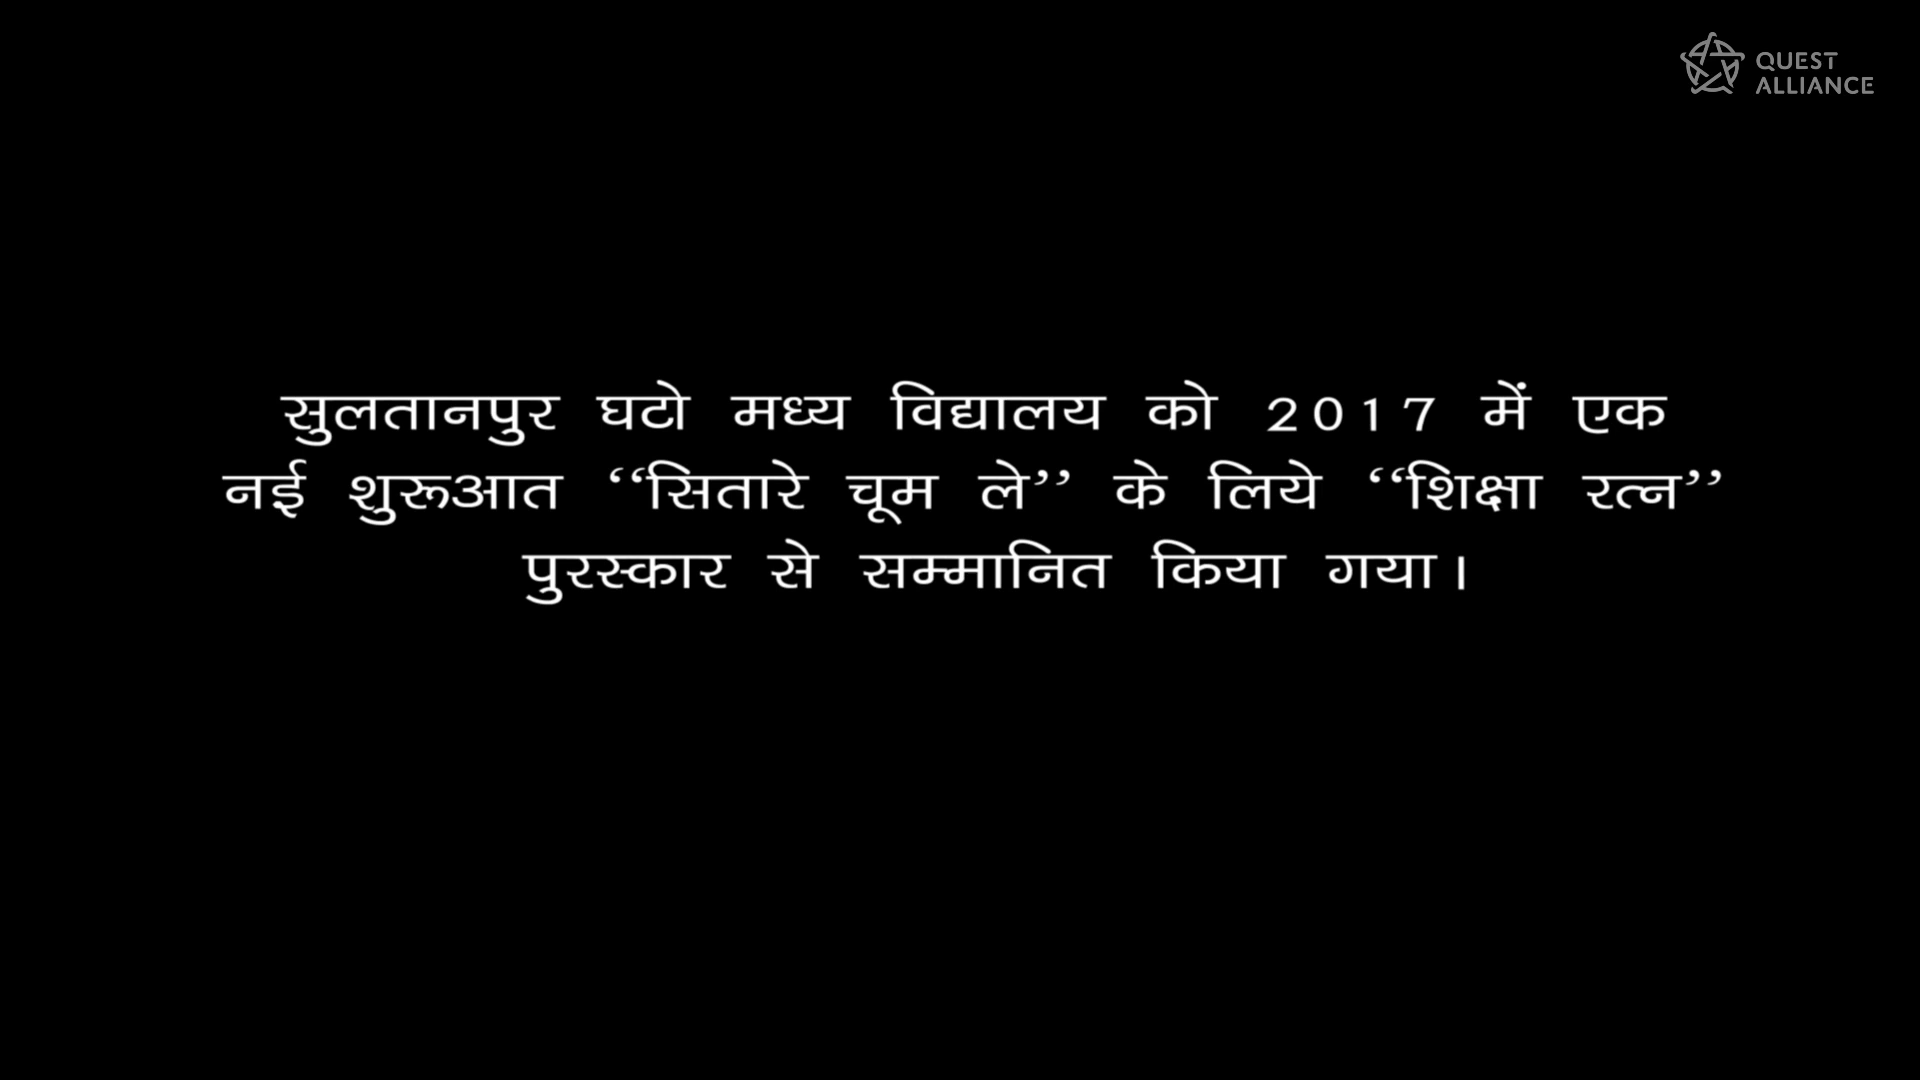 QUEST
ALLIANCE
सुलतानपुर घटो मध्य विद्यालय को 2017 में एक
नई शुरूआत ‘‘सितारे चूम ले’’ के लिये ‘‘शिक्षा रत्न’’
पुरस्कार से सम्मानित किया गया।